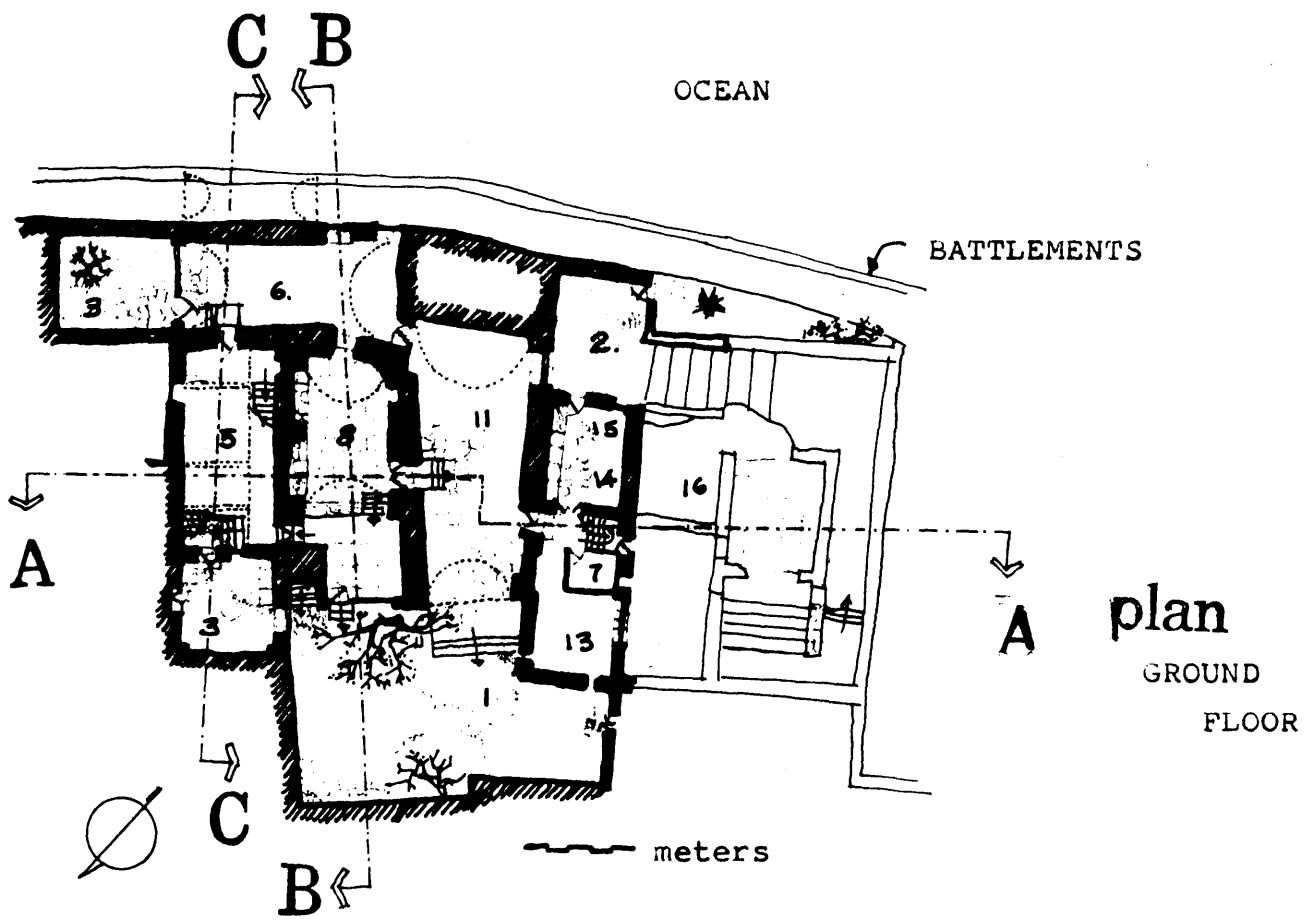 C B
OCEAN
BATTLEMENTS
3
6.
2.
5
8
11
15
14
16
A
7
3
13
1
A
plan
GROUND
FLOOR
C
B
meters